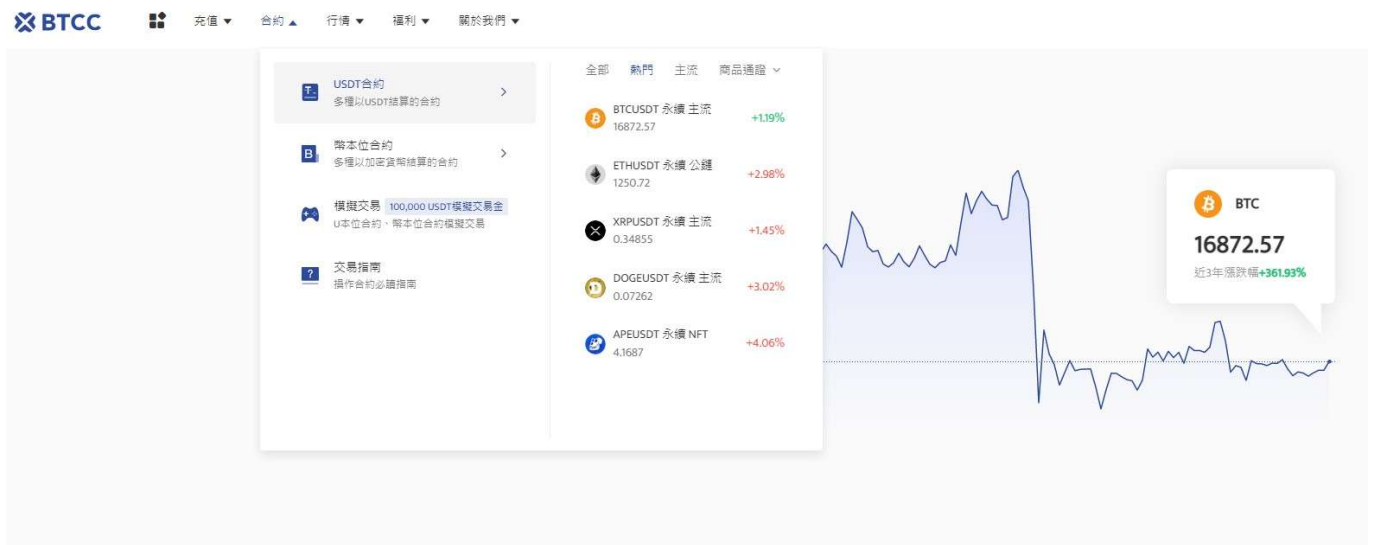 BTCC
充值 ▼
合約 ▲
行情 ▼
福利 ▼
關於我們 ▼
USDT合約
多種以USDT結算的合約
幣本位合約
多種以加密貨幣結算的合約
模擬交易 100,000 USDT模擬交易金
U本位合約、幣本位合約模擬交易
交易指南
操作合約必讀指南
全部 熱門 主流 商品通證
BTCUSDT 永續 主流
16872.57
+1.19%
ETHUSDT 永續 公鏈
1250.72
+2.98%
XRPUSDT 永續 主流
0.34855
+1.45%
DOGEUSDT 永續 主流
0.07262
+3.02%
APEUSDT 永續 NFT
4.1687
+4.06%
BTC
16872.57
近3年漲跌幅+361.93%